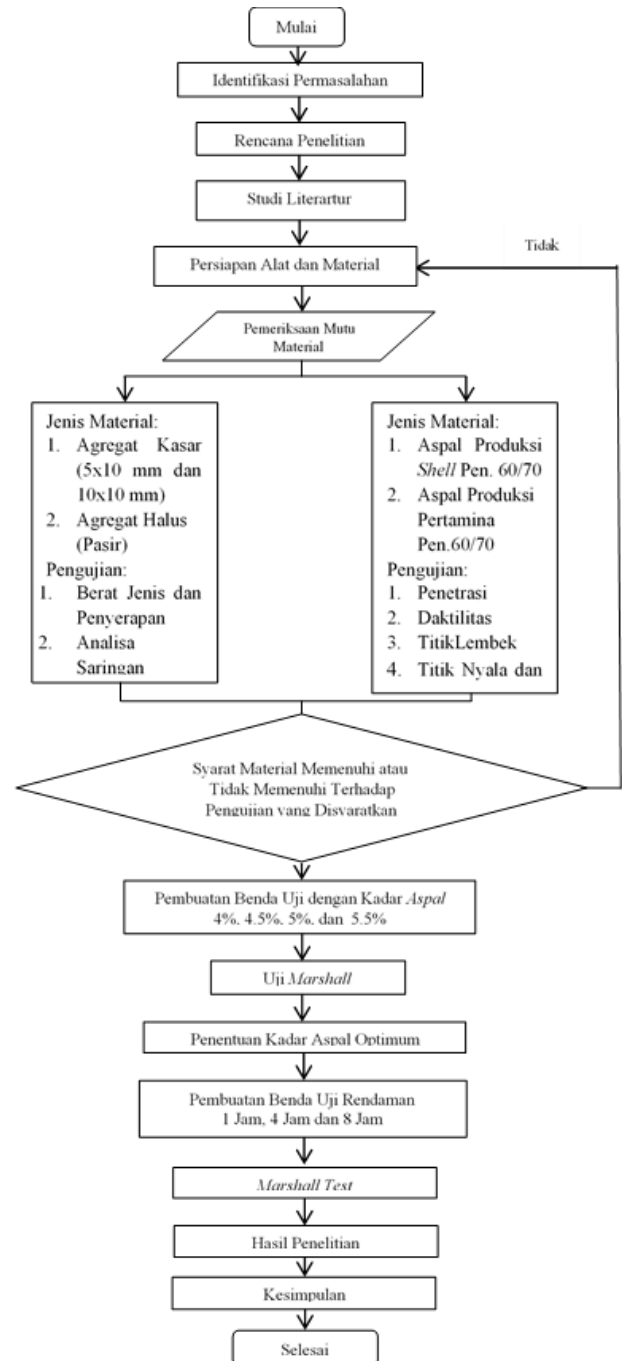 Mulai
Identifikasi Permasalahan
Rencana Penelitian
Studi Literartur
Tidak
Persiapan Alat dan Material
Pemeriksaan Mutu
Material
Jenis Material:
1. Agregat Kasar
(5x10 mm dan
10x10 mm)
2. Agregat Halus
(Pasir)
Pengujian:
1. Berat Jenis dan
Penyerapan
2. Analisa
Saringan
Jenis Material:
1. Aspal Produksi
Shell Pen. 60/70
2. Aspal Produksi
Pertamina
Pen.60/70
Pengujian:
1. Penetrasi
2. Daktilitas
3. TitikLembek
4. Titik Nyala dan
Syarat Material Memenuhi atau
Tidak Memenuhi Terhadap
Pengujian yang Disyaratkan
Pembuatan Benda Uji dengan Kadar Aspal
4%, 4.5%, 5%, dan 5.5%
Uji Marshall
Penentuan Kadar Aspal Optimum
Pembuatan Benda Uji Rendaman
1 Jam, 4 Jam dan 8 Jam
Marshall Test
Hasil Penelitian
Kesimpulan
Selesai